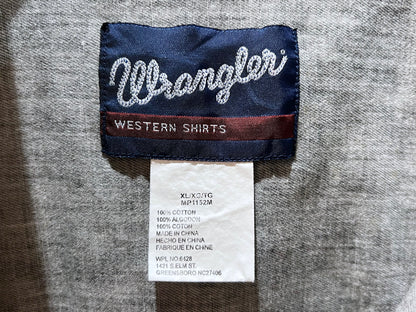 Wrangler®
WESTERN SHIRTS
XL/XG/TG
MP1152M
100% COTTON
100% ALGODON
100% COTON
MADE IN CHINA
HECHO EN CHINA
FABRIQUE EN CHINE
WPL NO 6428
1421 S.ELM ST.
GREENSBORO NC27406